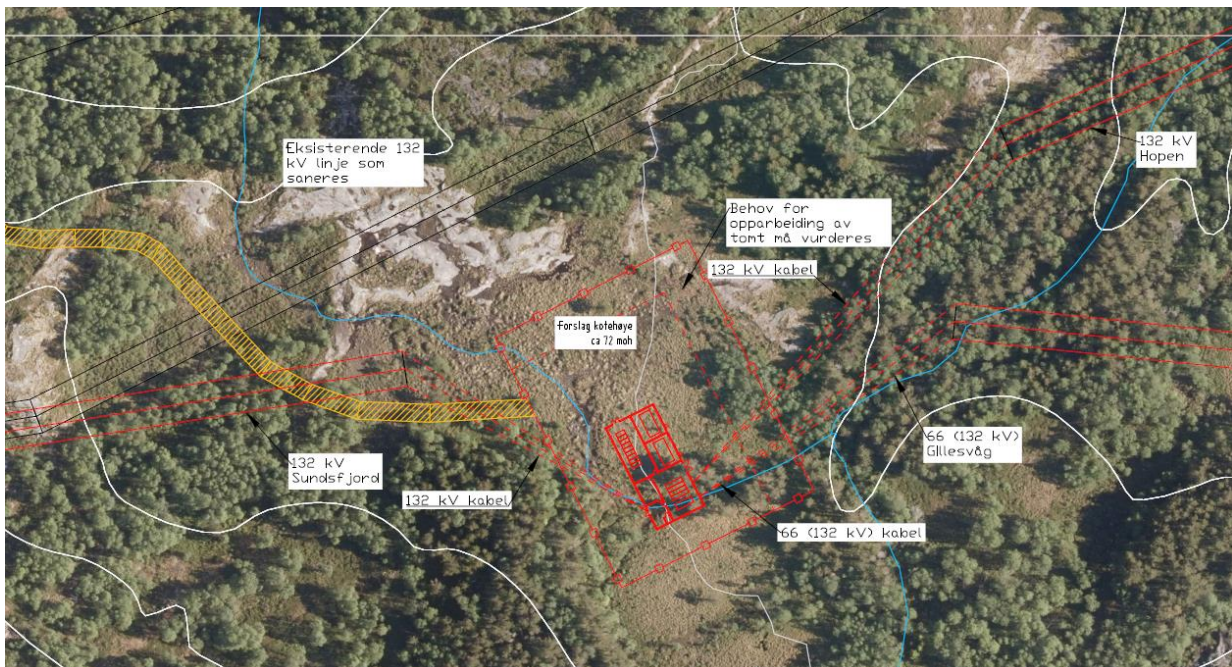 Eksisterende 132
kV linje som
saneres
132 kV
Hopen
Behov for
opparbeiding av
tomt må vurderes
132 kV kabel
Forslag kotehøye
ca 72 moh
132 kV
Sundsfjord
132 kV kabel
66 (132 kV)
Gillesvåg
66 (132 kV) kabel